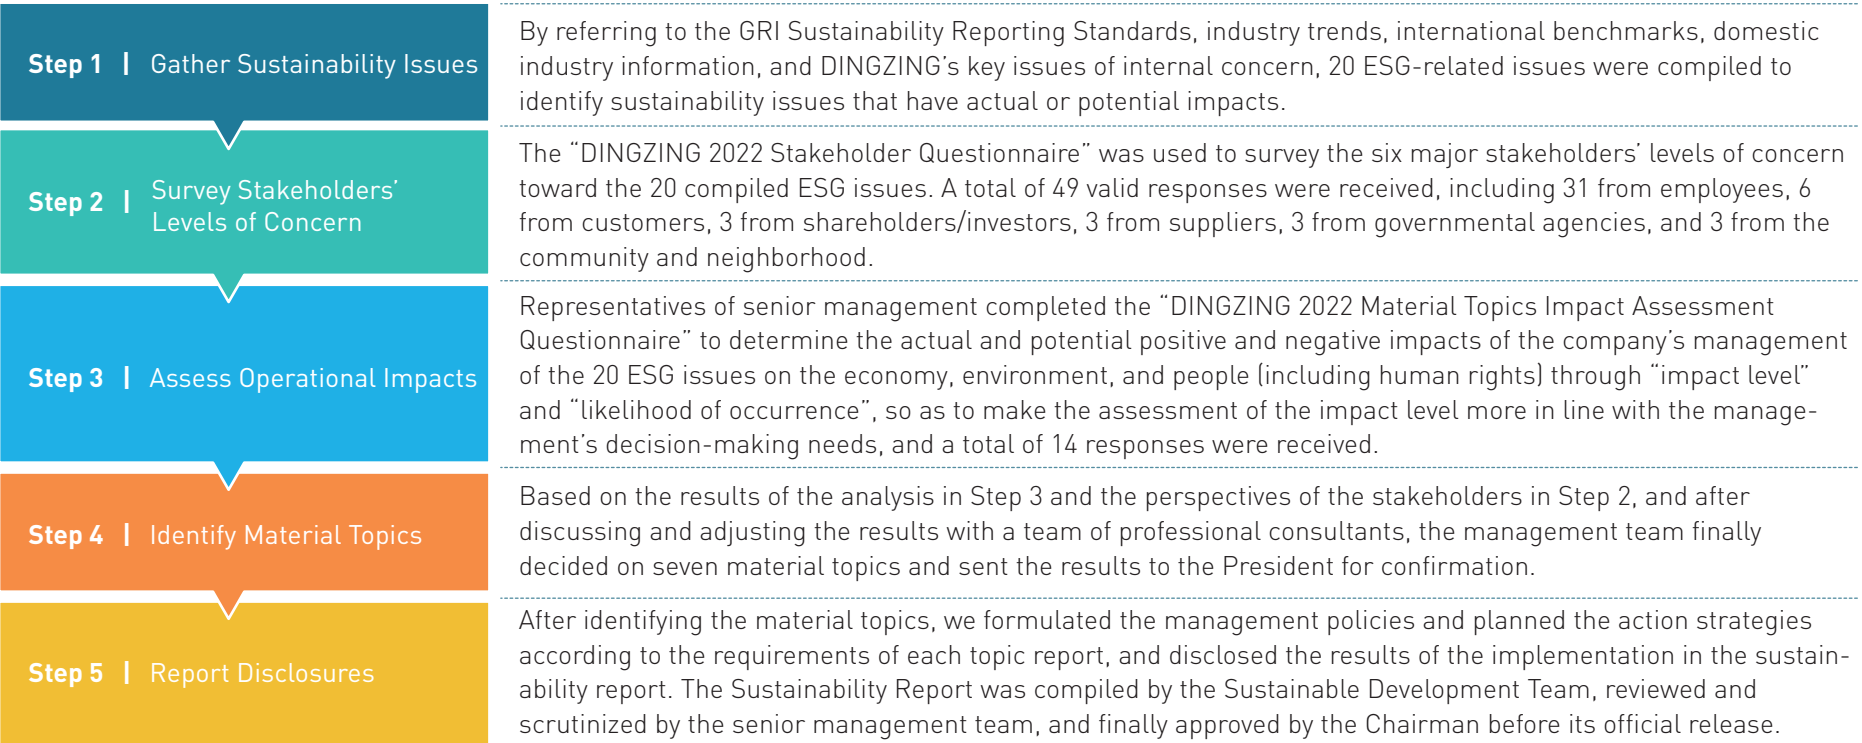 Step 1 | Gather Sustainability Issues
By referring to the GRI Sustainability Reporting Standards, industry trends, international benchmarks, domestic
industry information, and DINGZING’s key issues of internal concern, 20 ESG-related issues were compiled to
identify sustainability issues that have actual or potential impacts.
Step 2 | Survey Stakeholders’
Levels of Concern
The “DINGZING 2022 Stakeholder Questionnaire” was used to survey the six major stakeholders’ levels of concern
toward the 20 compiled ESG issues. A total of 49 valid responses were received, including 31 from employees, 6
from customers, 3 from shareholders/investors, 3 from suppliers, 3 from governmental agencies, and 3 from the
community and neighborhood.
Step 3 | Assess Operational Impacts
Representatives of senior management completed the “DINGZING 2022 Material Topics Impact Assessment
Questionnaire” to determine the actual and potential positive and negative impacts of the company’s management
of the 20 ESG issues on the economy, environment, and people (including human rights) through “impact level”
and “likelihood of occurrence”, so as to make the assessment of the impact level more in line with the manage-
ment’s decision-making needs, and a total of 14 responses were received.
Step 4 | Identify Material Topics
Based on the results of the analysis in Step 3 and the perspectives of the stakeholders in Step 2, and after
discussing and adjusting the results with a team of professional consultants, the management team finally
decided on seven material topics and sent the results to the President for confirmation.
Step 5 | Report Disclosures
After identifying the material topics, we formulated the management policies and planned the action strategies
according to the requirements of each topic report, and disclosed the results of the implementation in the sustain-
ability report. The Sustainability Report was compiled by the Sustainable Development Team, reviewed and
scrutinized by the senior management team, and finally approved by the Chairman before its official release.